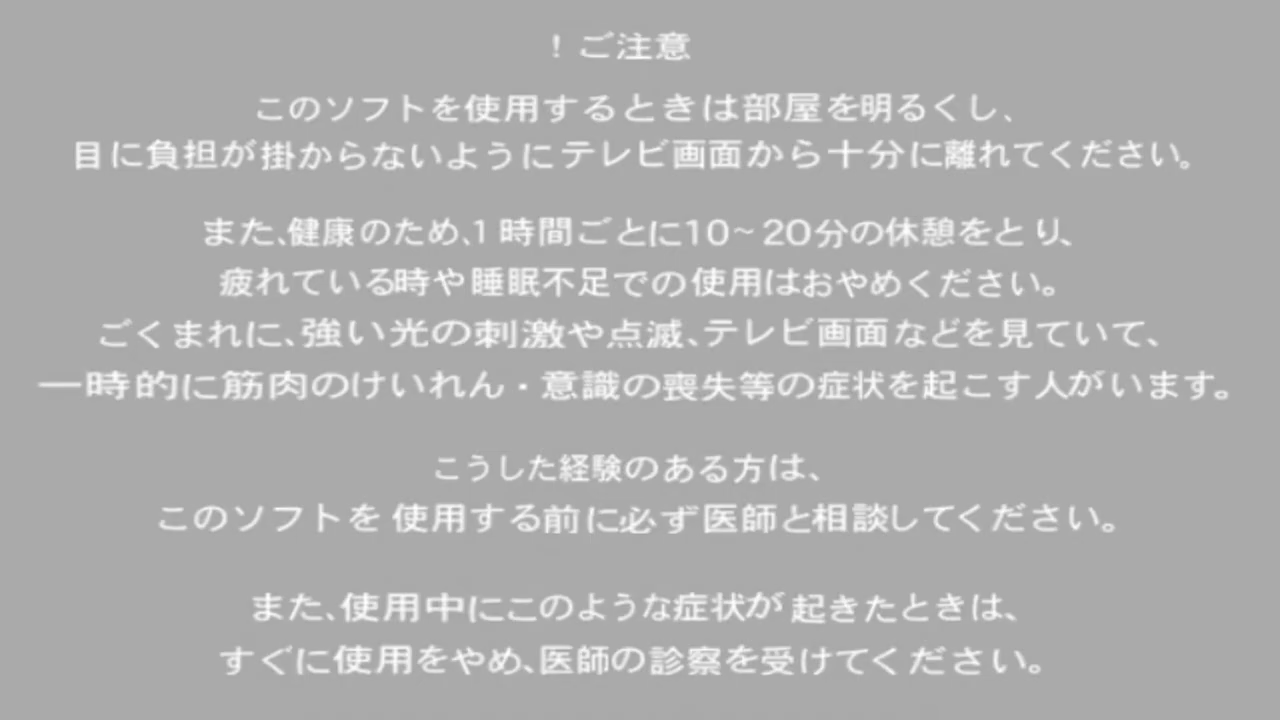 ！ご注意
このソフトを使用するときは部屋を明るくし、
目に負担が掛からないようにテレビ画面から十分に離れてください。
また、健康のため、1時間ごとに10~20分の休憩をとり、
疲れている時や睡眠不足での使用はおやめください。
ごくまれに、強い光の刺激や点滅、テレビ画面などを見ていて、
一時的に筋肉のけいれん・意識の喪失等の症状を起こす人がいます。
こうした経験のある方は、
このソフトを使用する前に必ず医師と相談してください。
また、使用中にこのような症状が起きたときは、
すぐに使用をやめ、医師の診察を受けてください。